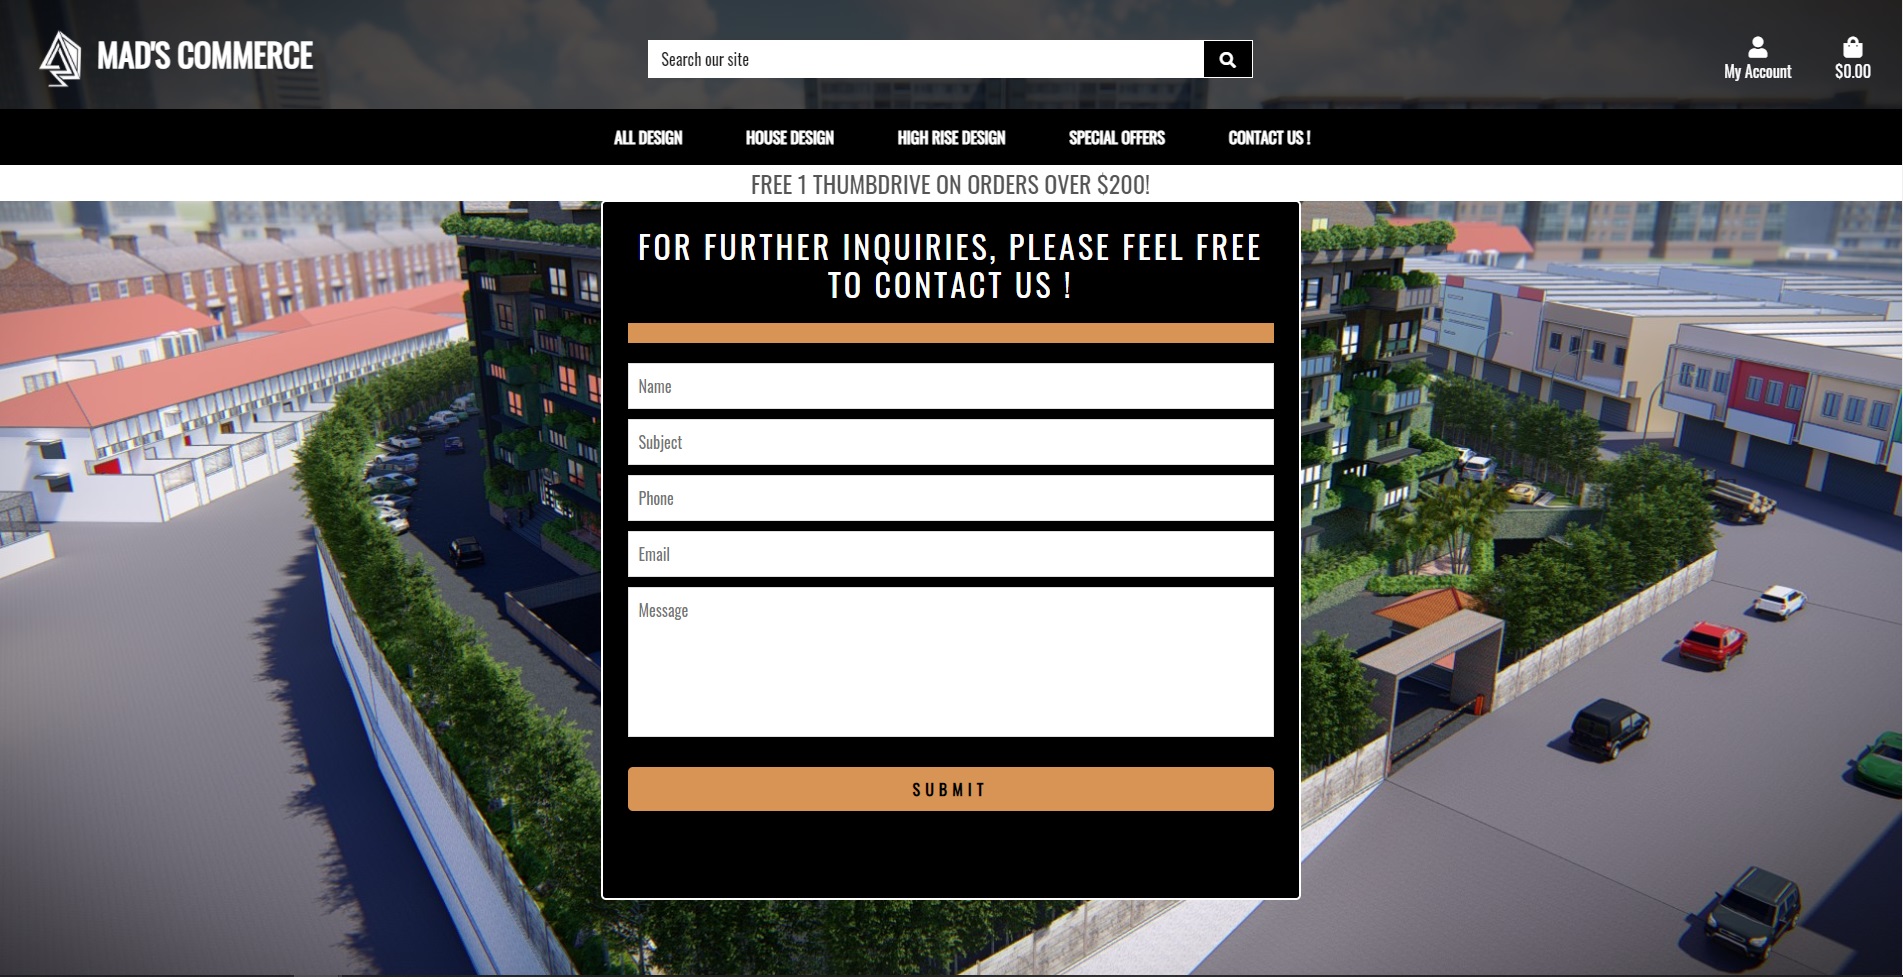 MAD'S COMMERCE
Search our site
My Account
$0.00
ALL DESIGN
HOUSE DESIGN
HIGH RISE DESIGN
SPECIAL OFFERS
CONTACT US !
FREE 1 THUMBDRIVE ON ORDERS OVER $200!
FOR FURTHER INQUIRIES, PLEASE FEEL FREE
TO CONTACT US !
Name
Subject
Phone
Email
Message
SUBMIT